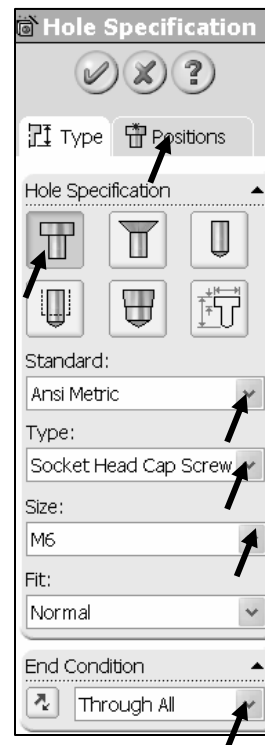 Hole Specification
?
Type Positions
Hole Specification
Standard:
Ansi Metric
Type:
Socket Head Cap Screw
Size:
M6
Fit:
Normal
End Condition
Through All